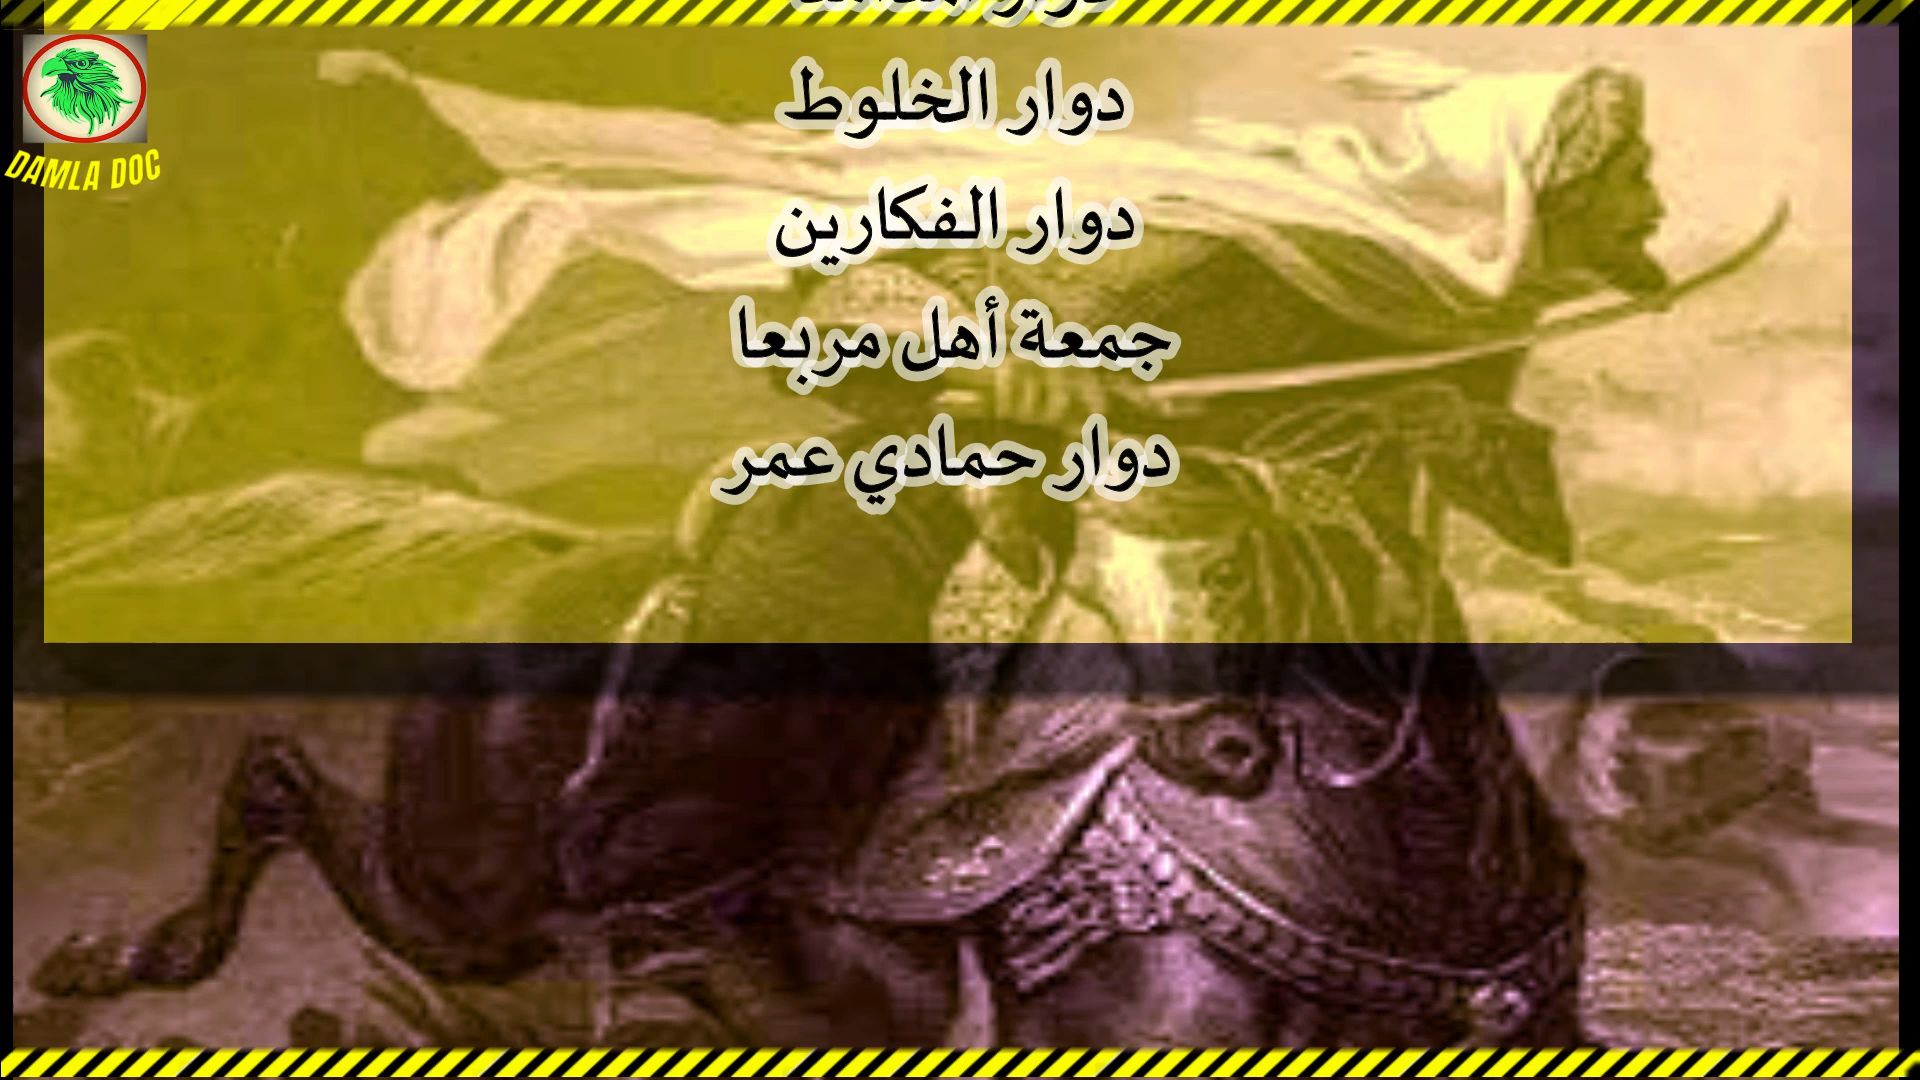 دوار الخلوط
دوار الفكارين
جمعة أهل مربعا
دوار حمادي عمر
DAMLA DOC